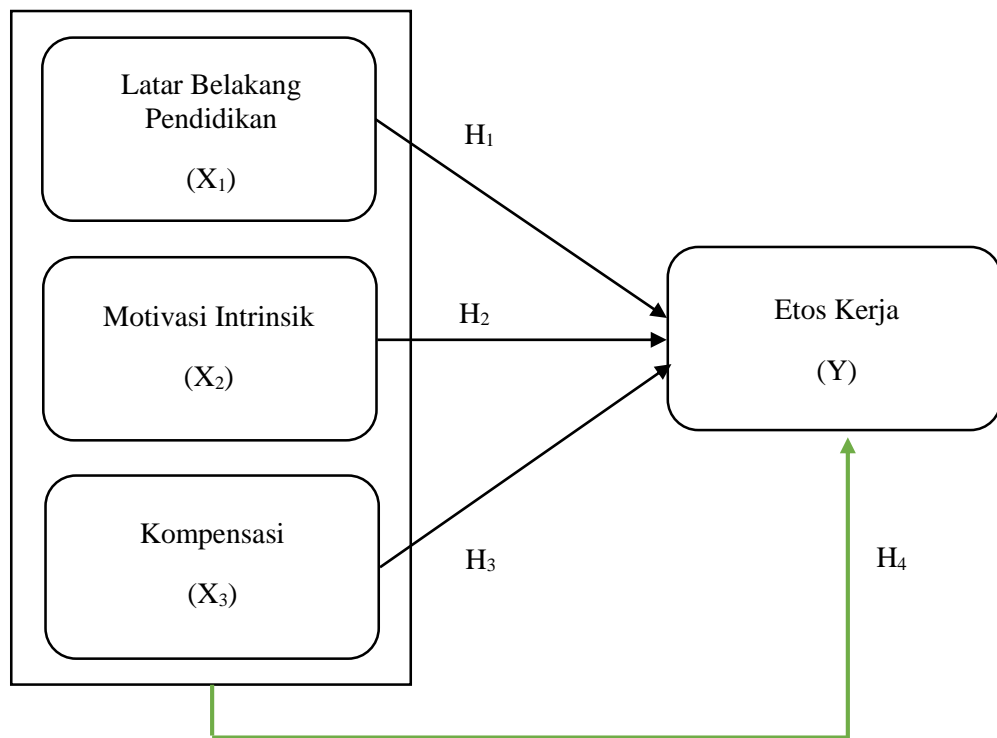 Latar Belakang
Pendidikan
(X₁)
H₁
Motivasi Intrinsik
(X₂)
H₂
Etos Kerja
(Y)
Kompensasi
(X₃)
H₃
H₄